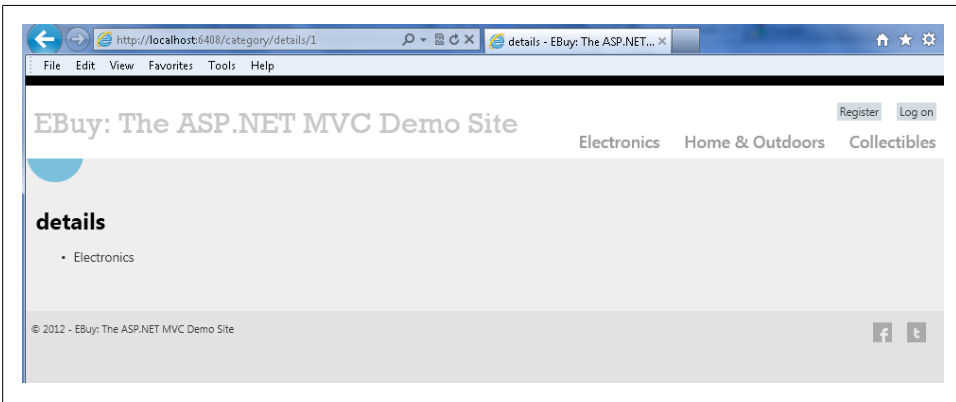 http://localhost:6408/category/details/1
details - EBuy: The ASP.NET...
File Edit View Favorites Tools Help
EBuy: The ASP.NET MVC Demo Site
Register Log on
Electronics Home & Outdoors Collectibles
details
• Electronics
© 2012 - EBuy: The ASP.NET MVC Demo Site
f t